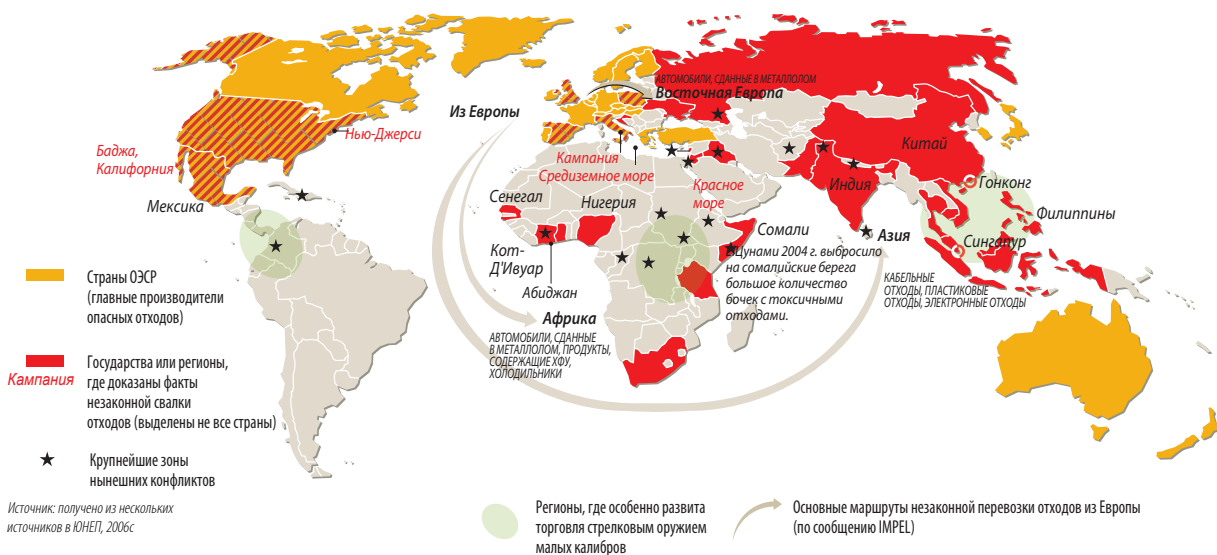 АВТОМОБИЛИ, СДАННЫЕ В МЕТАЛЛОЛОМ
Восточная Европа
Из Европы
Нью-Джерси
Баджа,
Калифорния
Мексика
Кампания
Средиземное море
Красное
море
Китай
Индия
Гонконг
Филиппины
Сингапур
Сенегал
Нигерия
Кот-
Д'Ивуар
Абиджан
Сомали
Цунами 2004 г. выбросило
на сомалийские берега
большое количество
бочек с токсичными
отходами.
Азия
КАБЕЛЬНЫЕ
ОТХОДЫ, ПЛАСТИКОВЫЕ
ОТХОДЫ, ЭЛЕКТРОННЫЕ ОТХОДЫ
Африка
АВТОМОБИЛИ, СДАННЫЕ
В МЕТАЛЛОЛОМ, ПРОДУКТЫ,
СОДЕРЖАЩИЕ ХФУ,
ХОЛОДИЛЬНИКИ
Страны ОЭСР
(главные производители
опасных отходов)
Кампания
Государства или регионы,
где доказаны факты
незаконной свалки
отходов (выделены не все страны)
Крупнейшие зоны
нынешних конфликтов
Источник: получено из нескольких
источников в ЮНЕП, 2006с
Регионы, где особенно развита
торговля стрелковым оружием
малых калибров
Основные маршруты незаконной перевозки отходов из Европы
(по сообщению IMPEL)